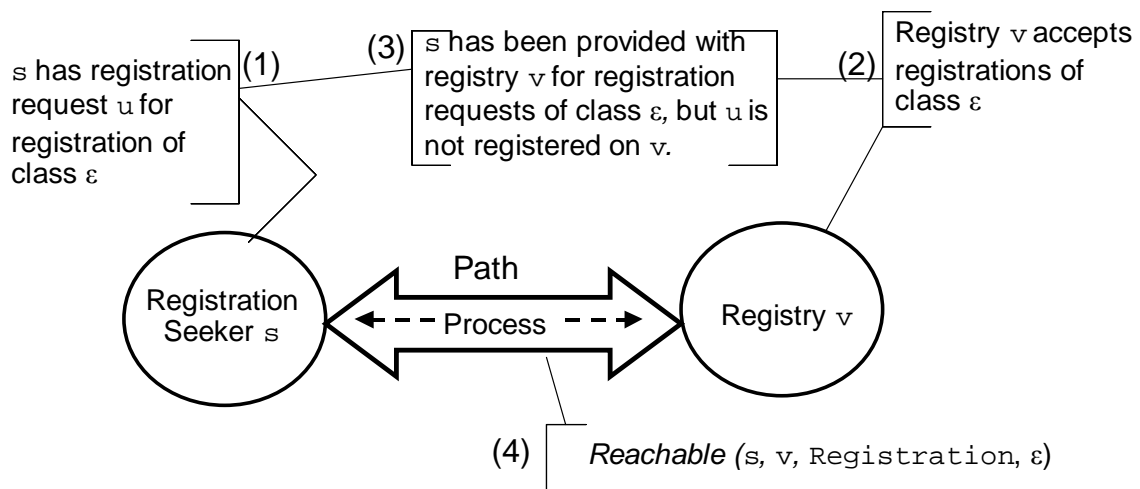 (1)
s has registration
request u for
registration of
class ε
(3)
s has been provided with
registry v for registration
requests of class ε, but u is
not registered on v.
(2)
Registry v accepts
registrations of
class ε
Path
Registration
Seeker s
Process
Registry v
(4)
Reachable (s, v, Registration, ε)